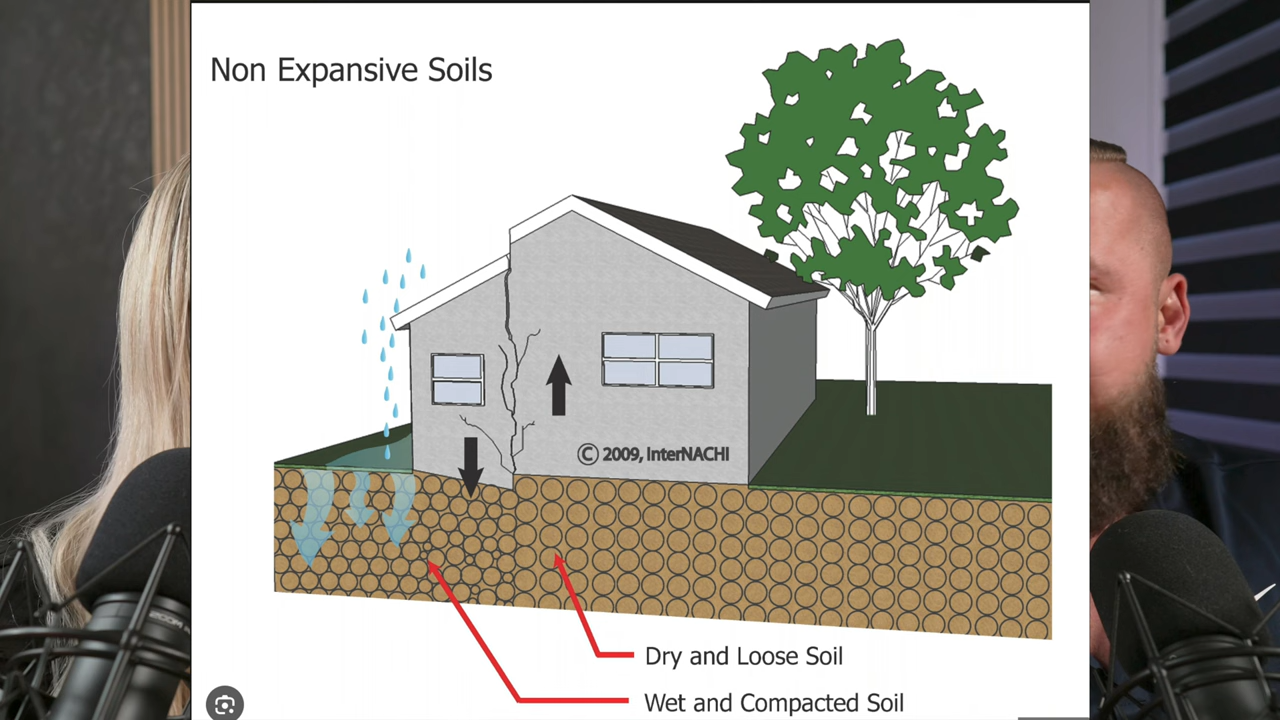 Non Expansive Soils
© 2009, InterNACHI
Dry and Loose Soil
Wet and Compacted Soil